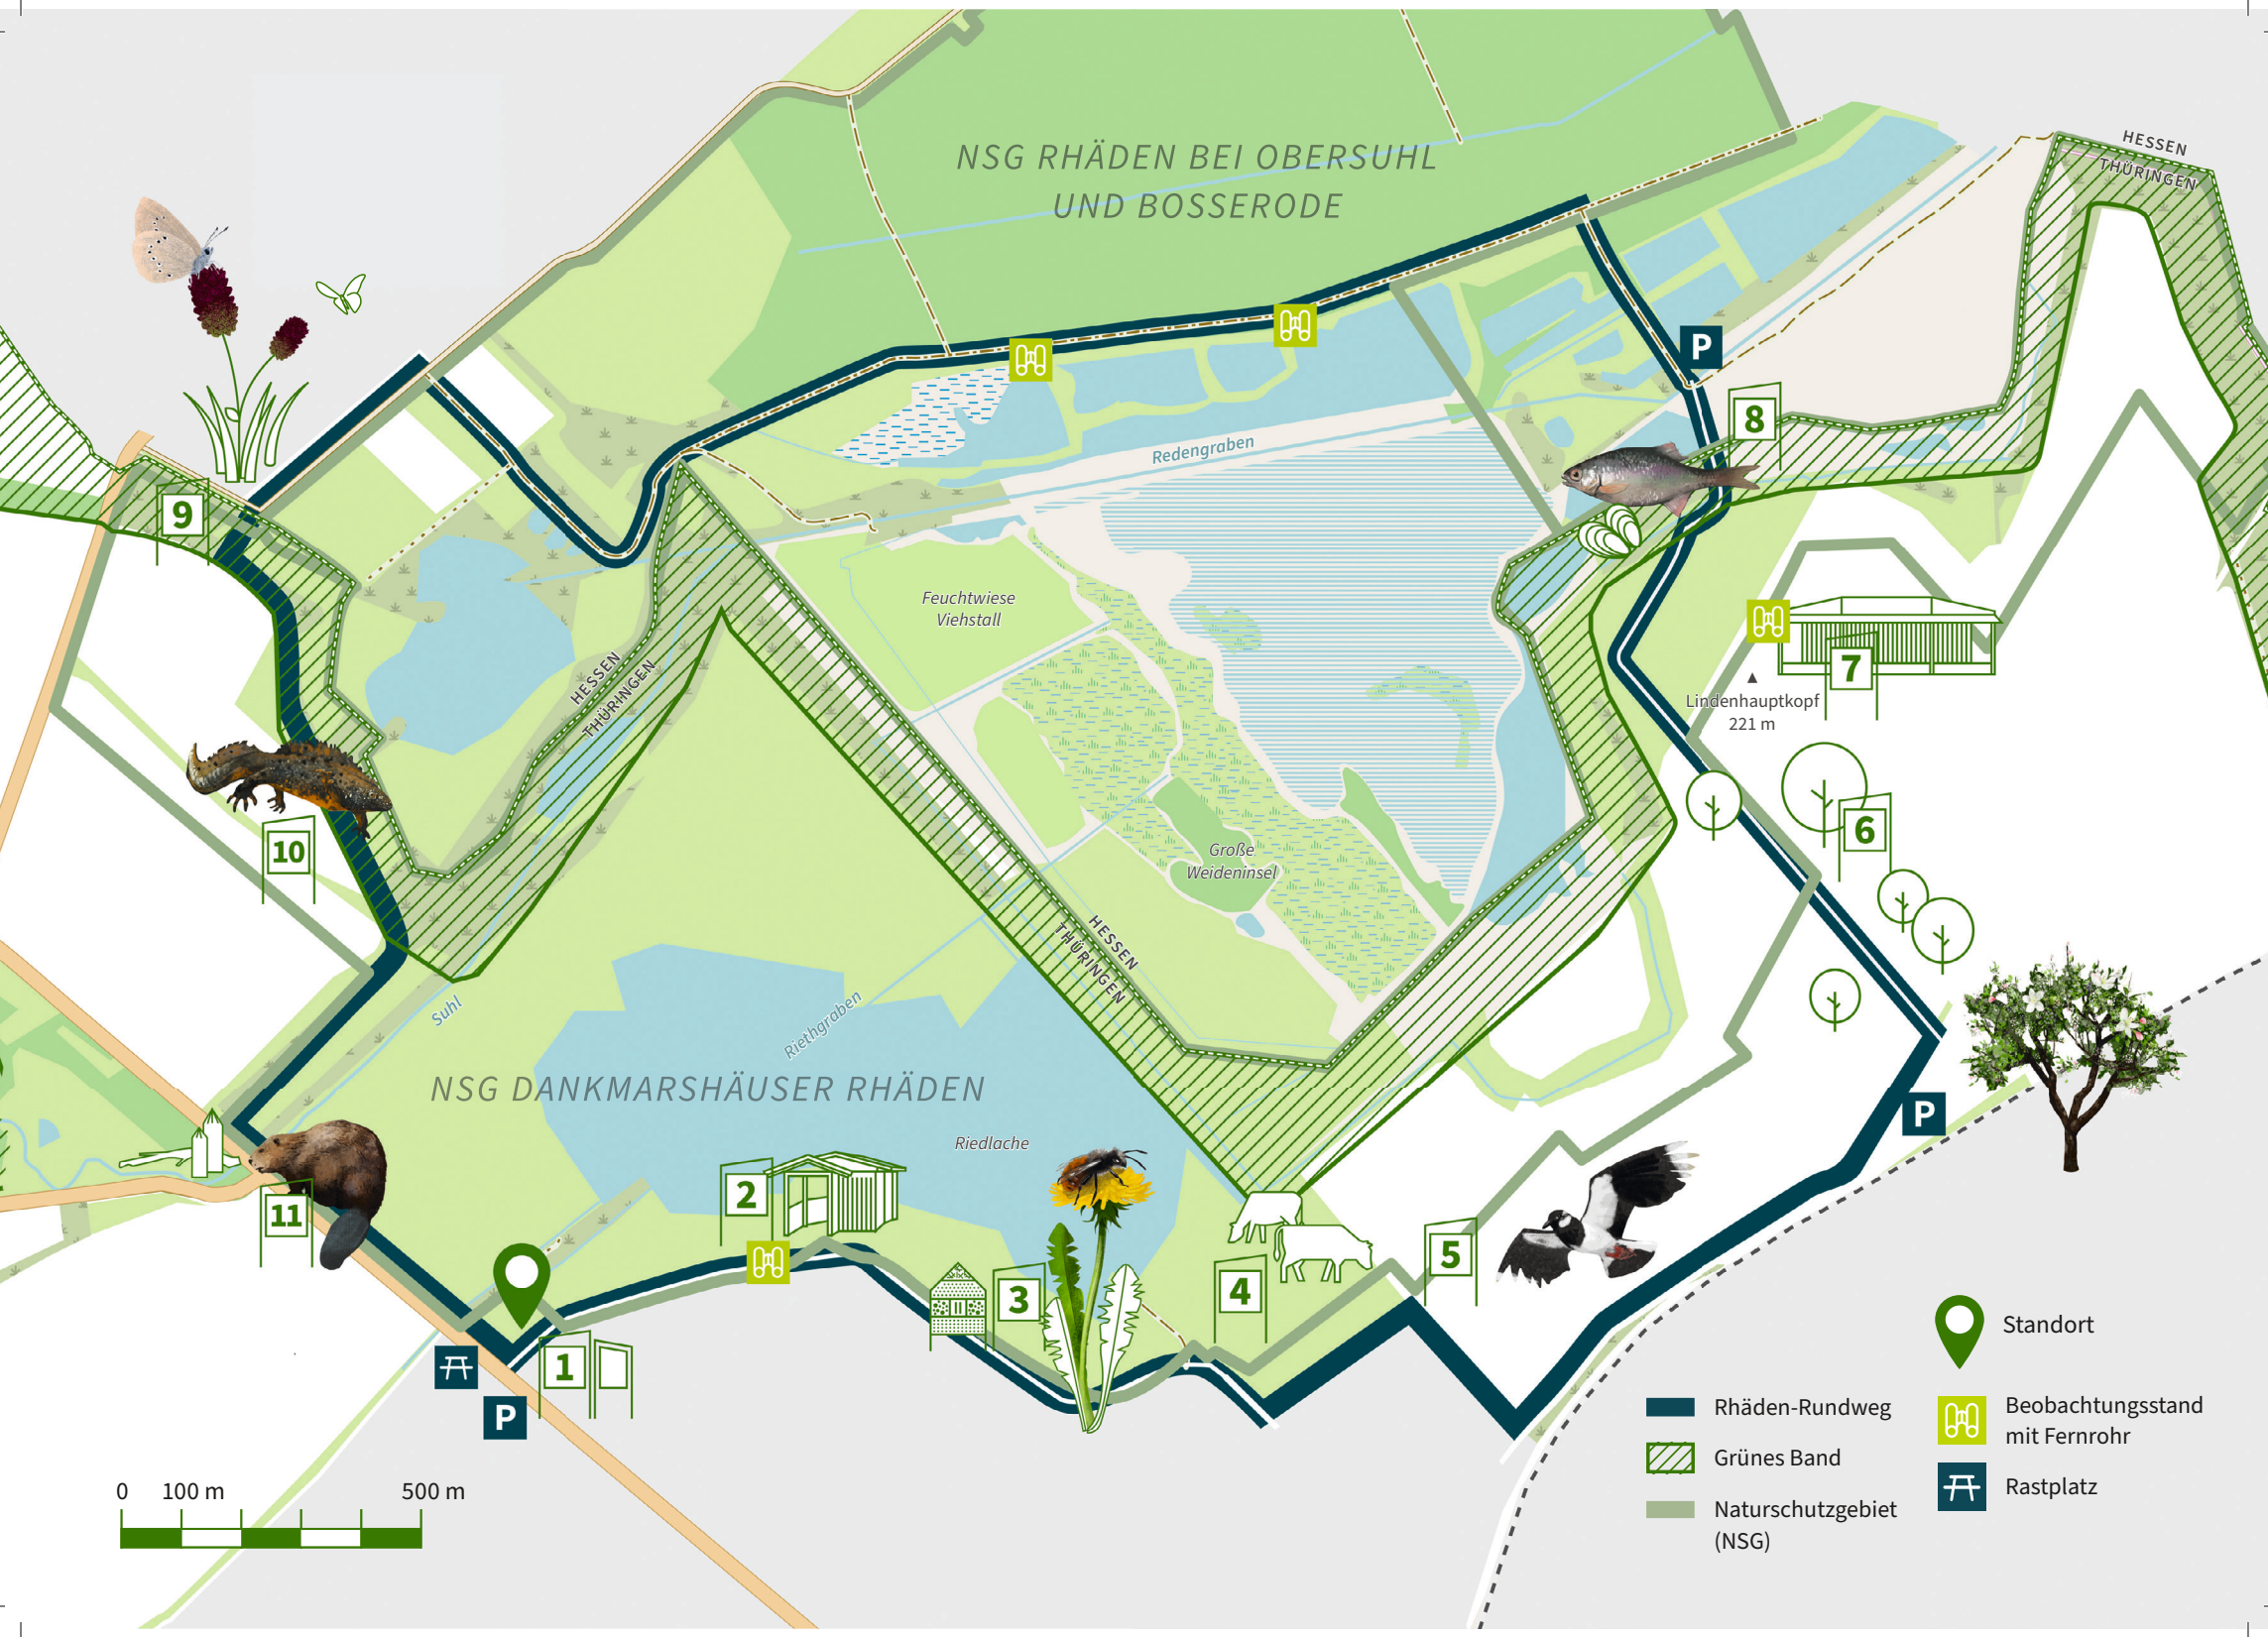 NSG RHÄDEN BEI OBERSUHL
UND BOSSERODE
HESSEN
THÜRINGEN
P
8
Redengraben
9
Feuchtwiese
Viehstall
HESSEN
THÜRINGEN
7
Lindenhauptkopf
221 m
10
6
Große
Weideninsel
HESSEN
THÜRINGEN
Suhl
Riethgraben
NSG DANKMARSHÄUSER RHÄDEN
Riedlache
P
11
2
3
4
5
1
P
Standort
Rhäden-Rundweg
Grünes Band
Naturschutzgebiet
(NSG)
Beobachtungsstand
mit Fernrohr
Rastplatz
0 100 m 500 m